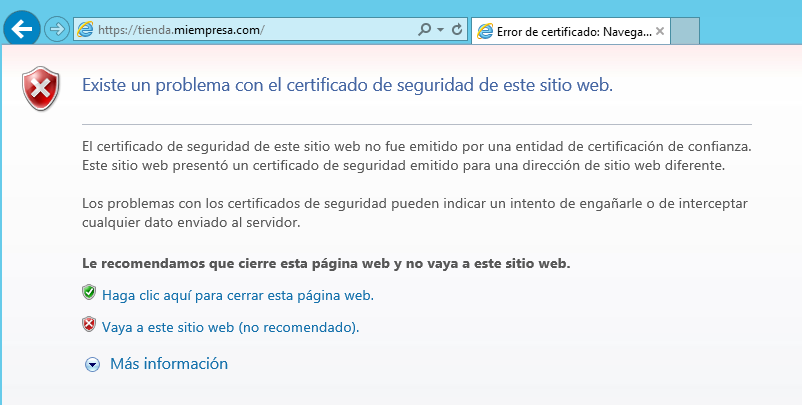 https://tienda.miempresa.com/
Error de certificado: Navega...
Existe un problema con el certificado de seguridad de este sitio web.
El certificado de seguridad de este sitio web no fue emitido por una entidad de certificación de confianza.
Este sitio web presentó un certificado de seguridad emitido para una dirección de sitio web diferente.
Los problemas con los certificados de seguridad pueden indicar un intento de engañarle o de interceptar
cualquier dato enviado al servidor.
Le recomendamos que cierre esta página web y no vaya a este sitio web.
Haga clic aquí para cerrar esta página web.
Vaya a este sitio web (no recomendado).
Más información